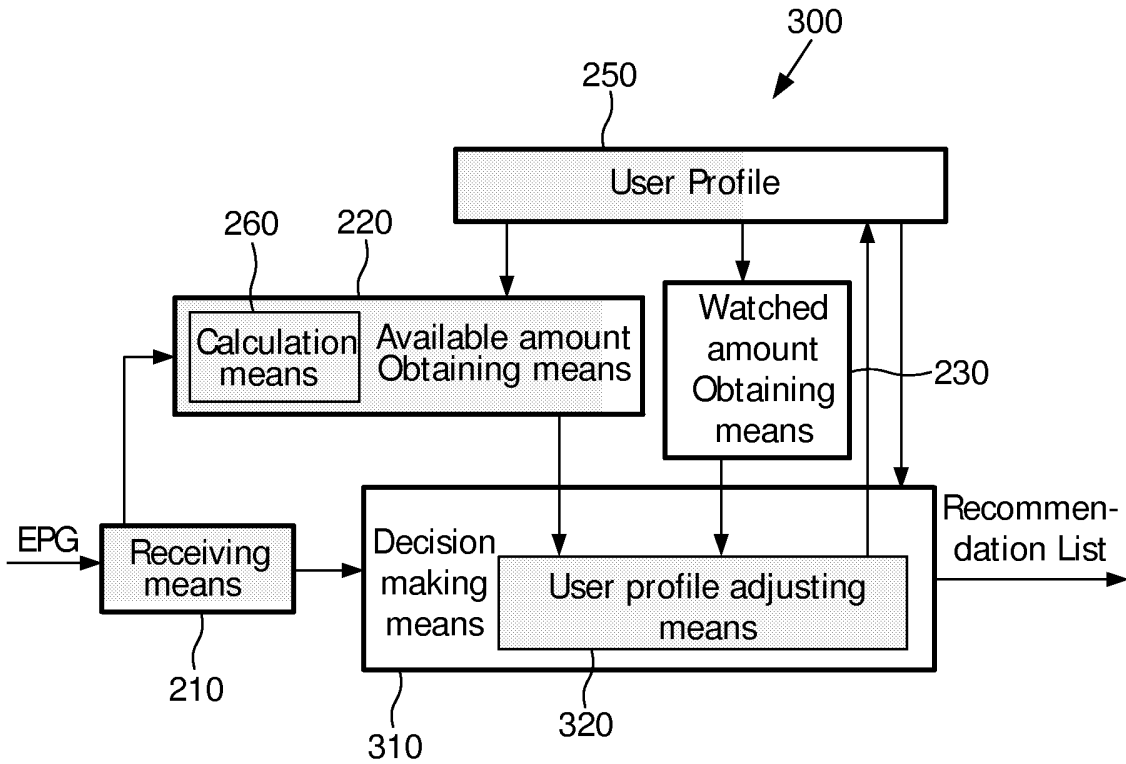 300
250
User Profile
260
220
Calculation
means
Available amount
Obtaining means
Watched
amount
Obtaining
means
230
EPG
Receiving
means
210
Decision
making
means
User profile adjusting
means
Recommen-
dation List
310
320